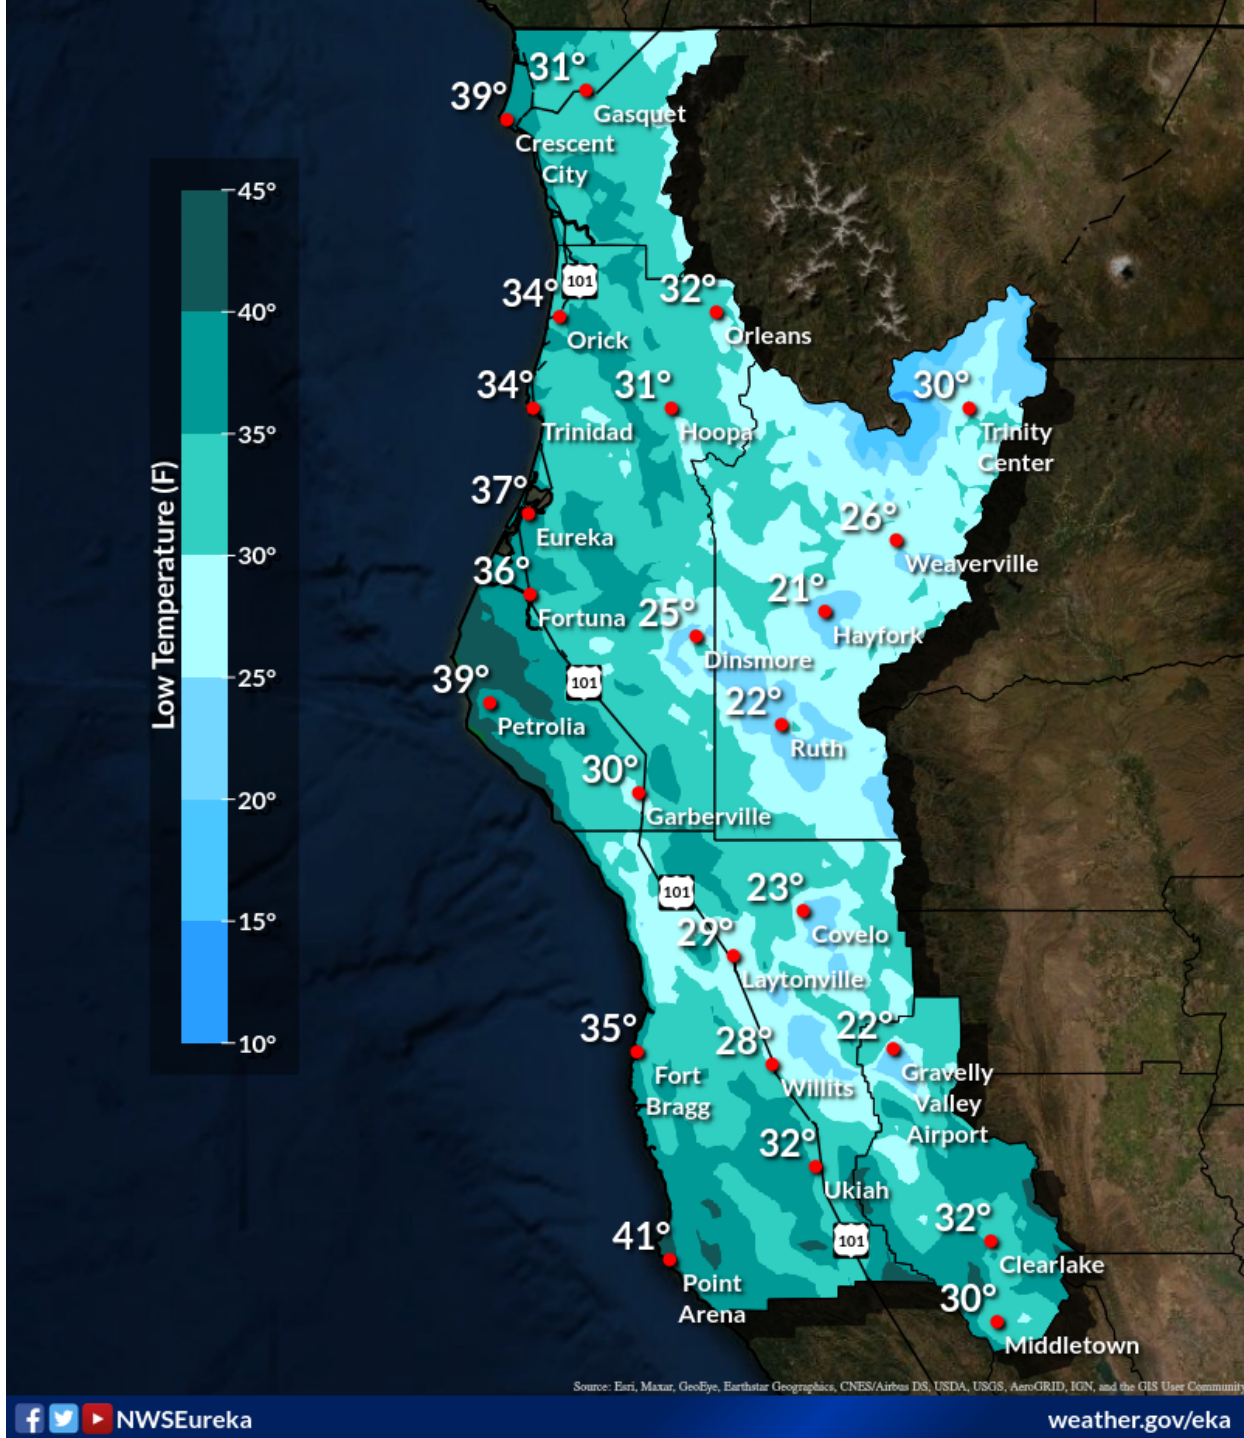 31°
Gasquet
39°
Crescent
City
45°
40°
35°
30°
25°
20°
15°
10°
Low Temperature (F)
101
34°
Orick
32°
Orleans
34°
Trinidad
31°
Hoopa
30°
Trinity
Center
37°
Eureka
26°
Weaverville
36°
Fortuna
25°
Dinsmore
21°
Hayfork
39°
Petrolia
101
22°
Ruth
30°
Garberville
101
23°
Covelo
29°
Laytonville
35°
Fort
Bragg
28°
Willits
22°
Gravelly
Valley
Airport
32°
Ukiah
41°
Point
Arena
101
32°
Clearlake
30°
Middletown
Source: Esri, Maxar, GeoEye, Earthstar Geographics, CNES/Airbus DS, USDA, USGS, AeroGRID, IGN, and the GIS User Community
NWSEureka
weather.gov/eka